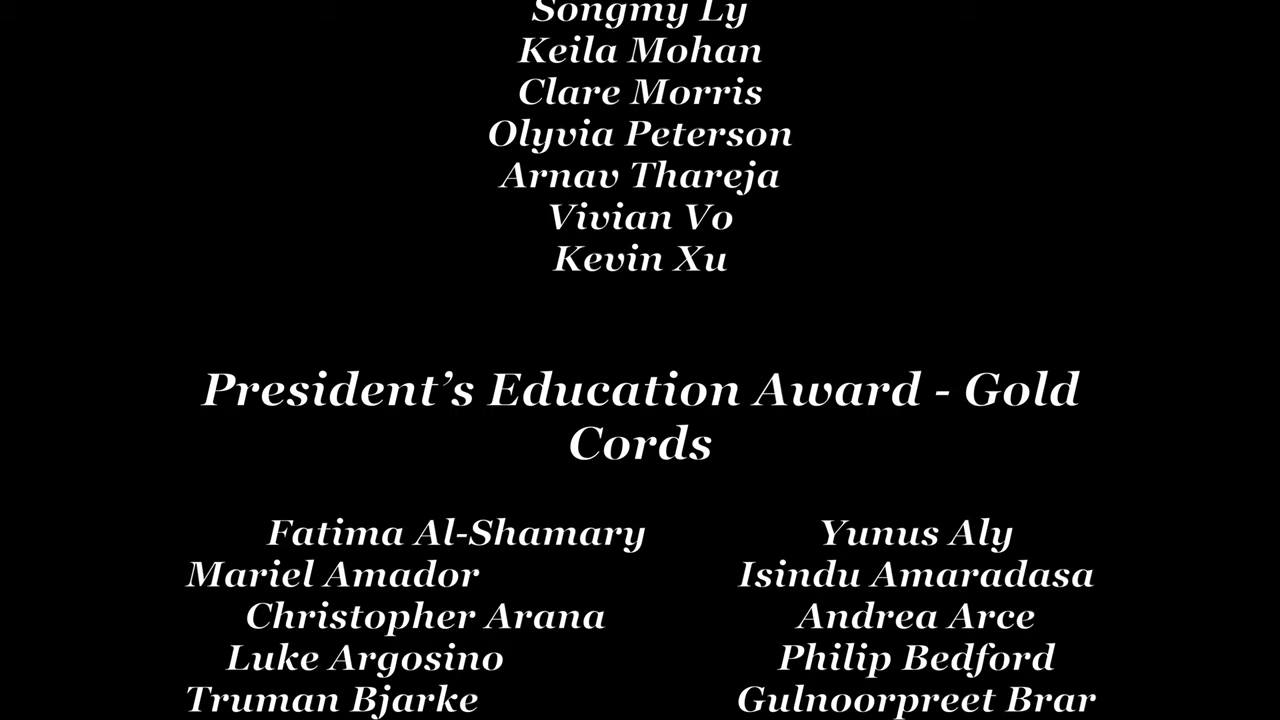 Songmy Ly
Keila Mohan
Clare Morris
Olyvia Peterson
Arnav Thareja
Vivian Vo
Kevin Xu
President’s Education Award - Gold
Cords
Fatima Al-Shamary Yunus Aly
Mariel Amador Isindu Amaradasa
Christopher Arana Andrea Arce
Luke Argosino Philip Bedford
Truman Bjarke Gulnoorpreet Brar